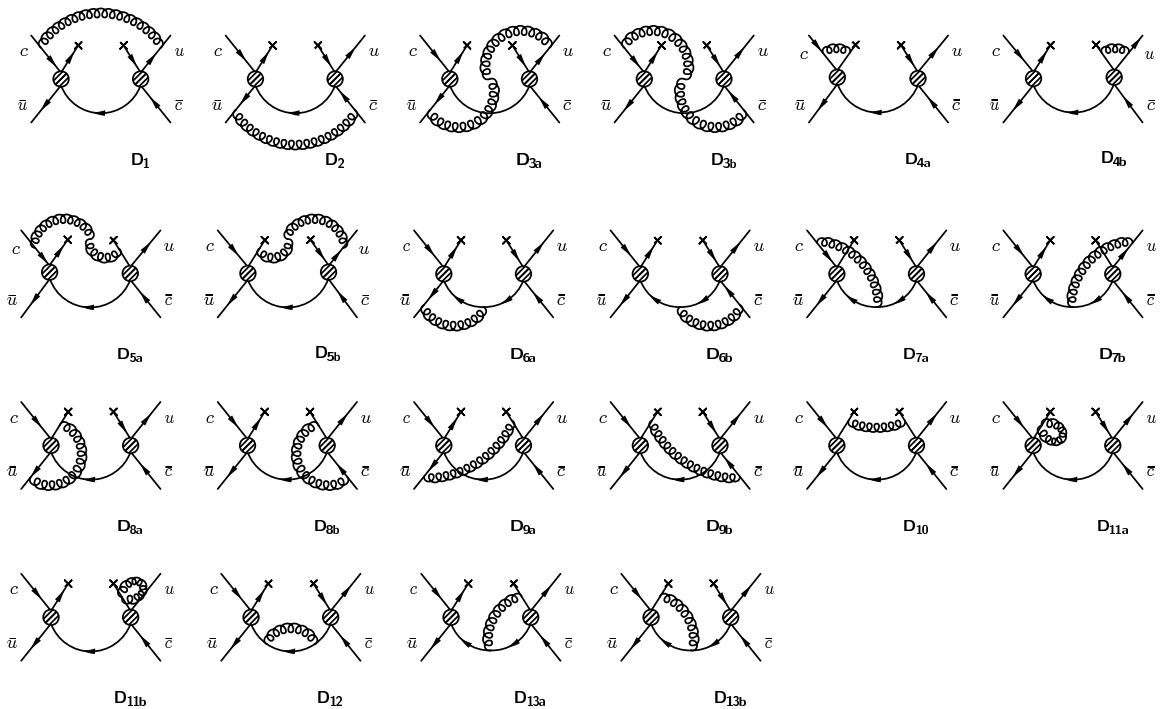 c u c u c u c u c c u
ū c̄ ū c̄ ū c̄ ū c̄ ū c̄ ū c̄
D1 D2 D3a D3b D4a D4b
c u c u c u c u c u c u
ū c̄ ū c̄ ū c̄ ū c̄ ū c̄ ū c̄
D5a D5b D6a D6b D7a D7b
c u c u c u c u c u c u
ū c̄ ū c̄ ū c̄ ū c̄ ū c̄ ū c̄
D8a D8b D9a D9b D10 D11a
c u c u c u c u
ū c̄ ū c̄ ū c̄ ū c̄
D11b D12 D13a D13b